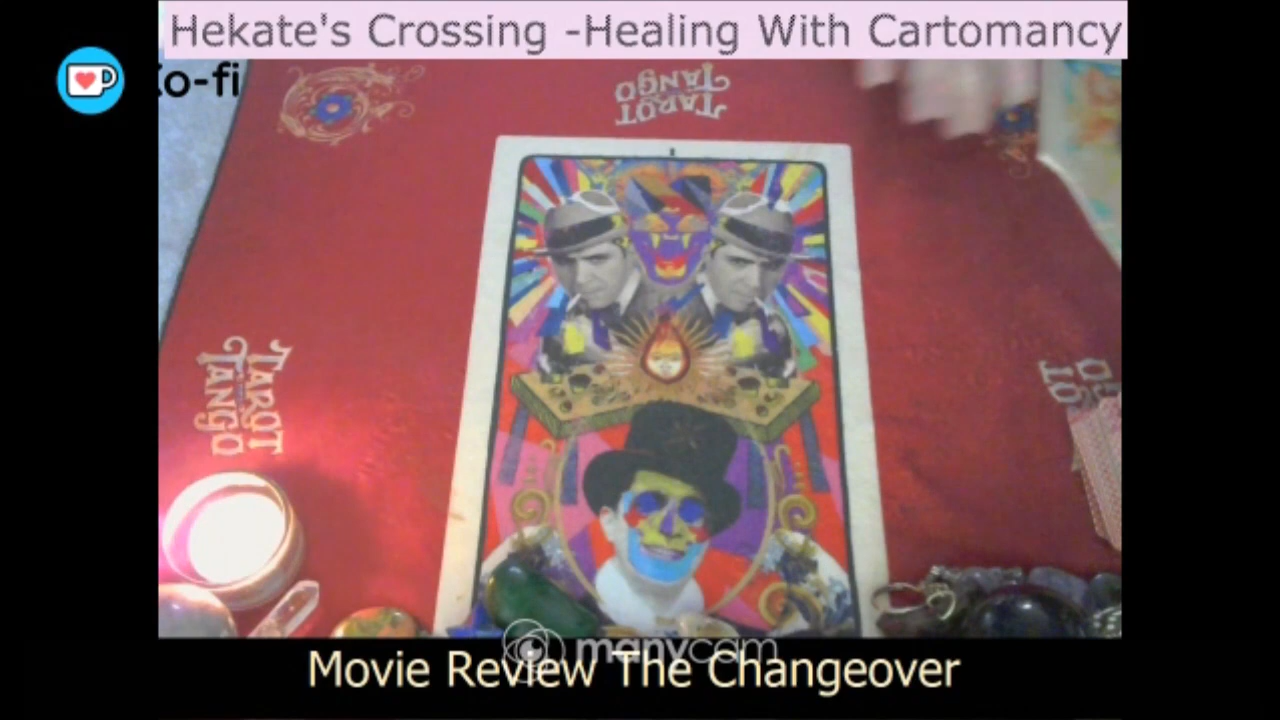 Hekate's Crossing -Healing With Cartomancy
Ko-fi
TAROT
TANGO
TAROT
TANGO
manycam
Movie Review The Changeover